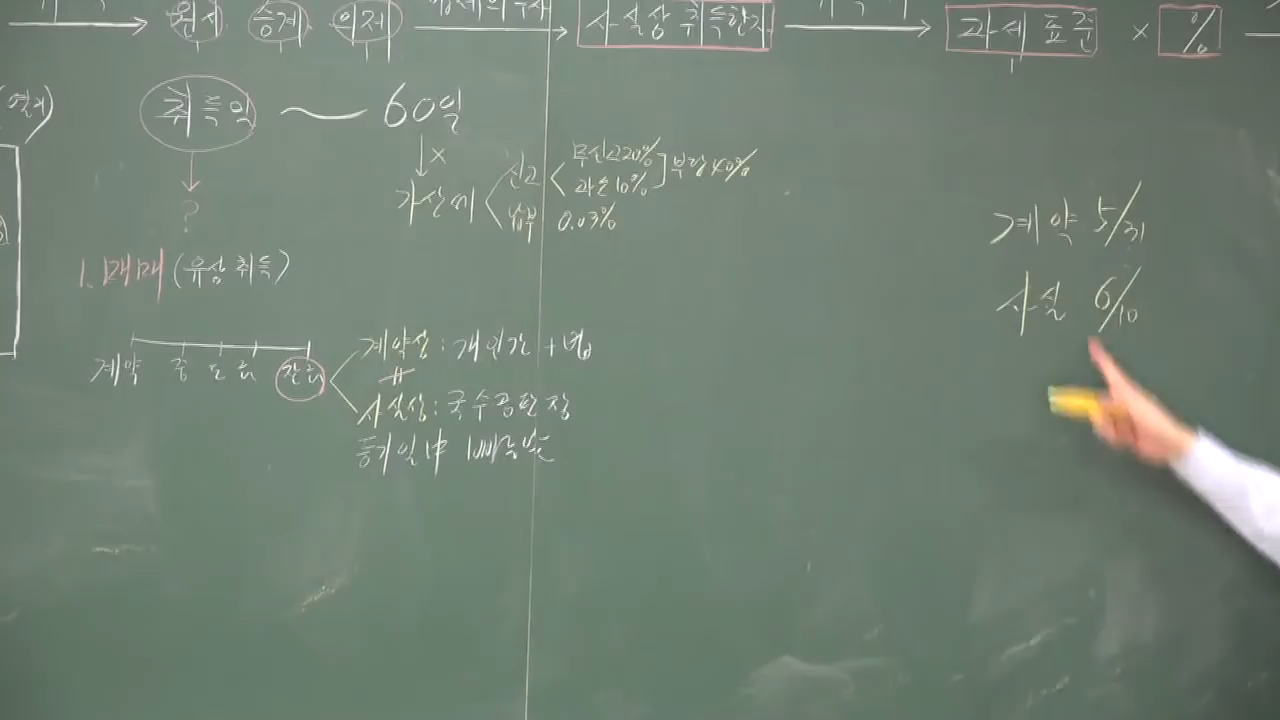 원시 승계 의제 사실상 취득한자 과세표준 × %
취득일 ~ 60일
×
가산세 신고 무신고 20% 과소 10% 부당 40%
납부 0.03%
?
1. 매매 (유상취득)
계약 중 도 금 잔금
계약상 : 개인간 + 법
사실상 : 국수공판장
등기일 中 빠른
계약 5/31
사실 6/10